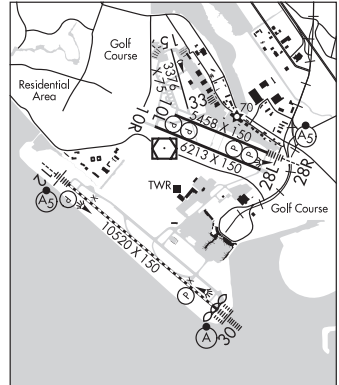 Golf
Course
Residential
Area
15
3376 X 75
33
70
5458 X 150
10L
10R
P
P
P
P
6213 X 150
A5
28R
28L
TWR
Golf Course
12
A5
P
10520 X 150
P
A
30